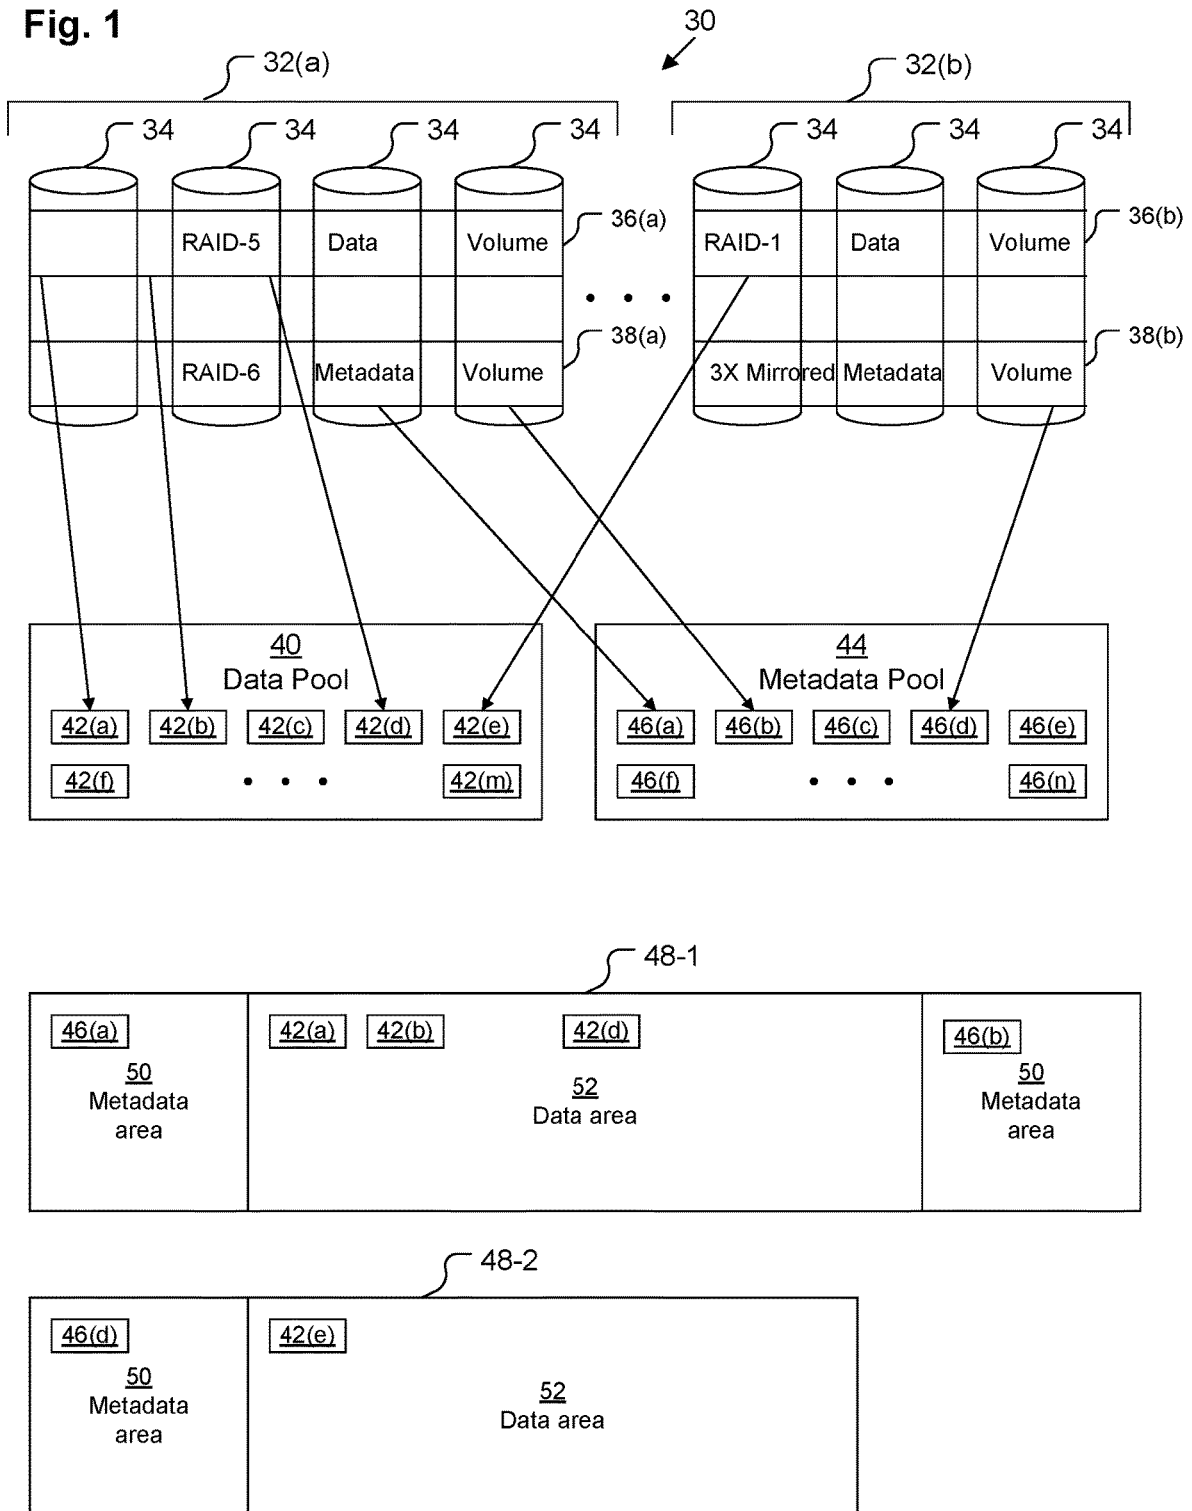 Fig. 1
30
32(a) 32(b)
34 34 34 34 34 34 34
36(a) 36(b)
RAID-5 Data Volume RAID-1 Data Volume
• • •
38(a) 38(b)
RAID-6 Metadata Volume 3X Mirrored Metadata Volume
40 44
Data Pool Metadata Pool
42(a) 42(b) 42(c) 42(d) 42(e) 46(a) 46(b) 46(c) 46(d) 46(e)
42(f) • • • 42(m) 46(f) • • • 46(n)
48-1
46(a) 42(a) 42(b) 42(d) 46(b)
50 52 50
Metadata Data area Metadata
area area
48-2
46(d) 42(e)
50 52
Metadata Data area
area